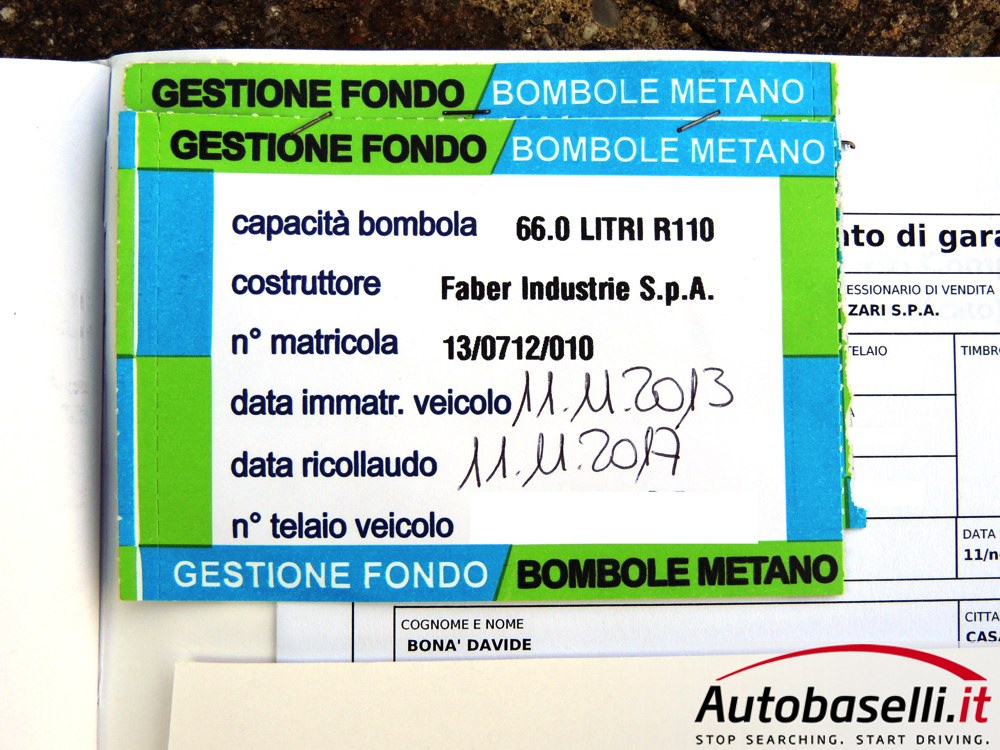 GESTIONE FONDO BOMBOLE METANO
GESTIONE FONDO BOMBOLE METANO
capacità bombola 66.0 LITRI R110
costruttore Faber Industrie S.p.A.
n° matricola 13/0712/010
data immatr. veicolo 11.11.2013
data ricollaudo 11.11.2017
n° telaio veicolo
GESTIONE FONDO BOMBOLE METANO
ato di gara
ESSIONARIO DI VENDITA
ZARI S.P.A.
TELAIO TIMBRO
DATA
11/n
COGNOME E NOME
BONA' DAVIDE
CITTA
CAS
Autobaselli.it
STOP SEARCHING. START DRIVING.